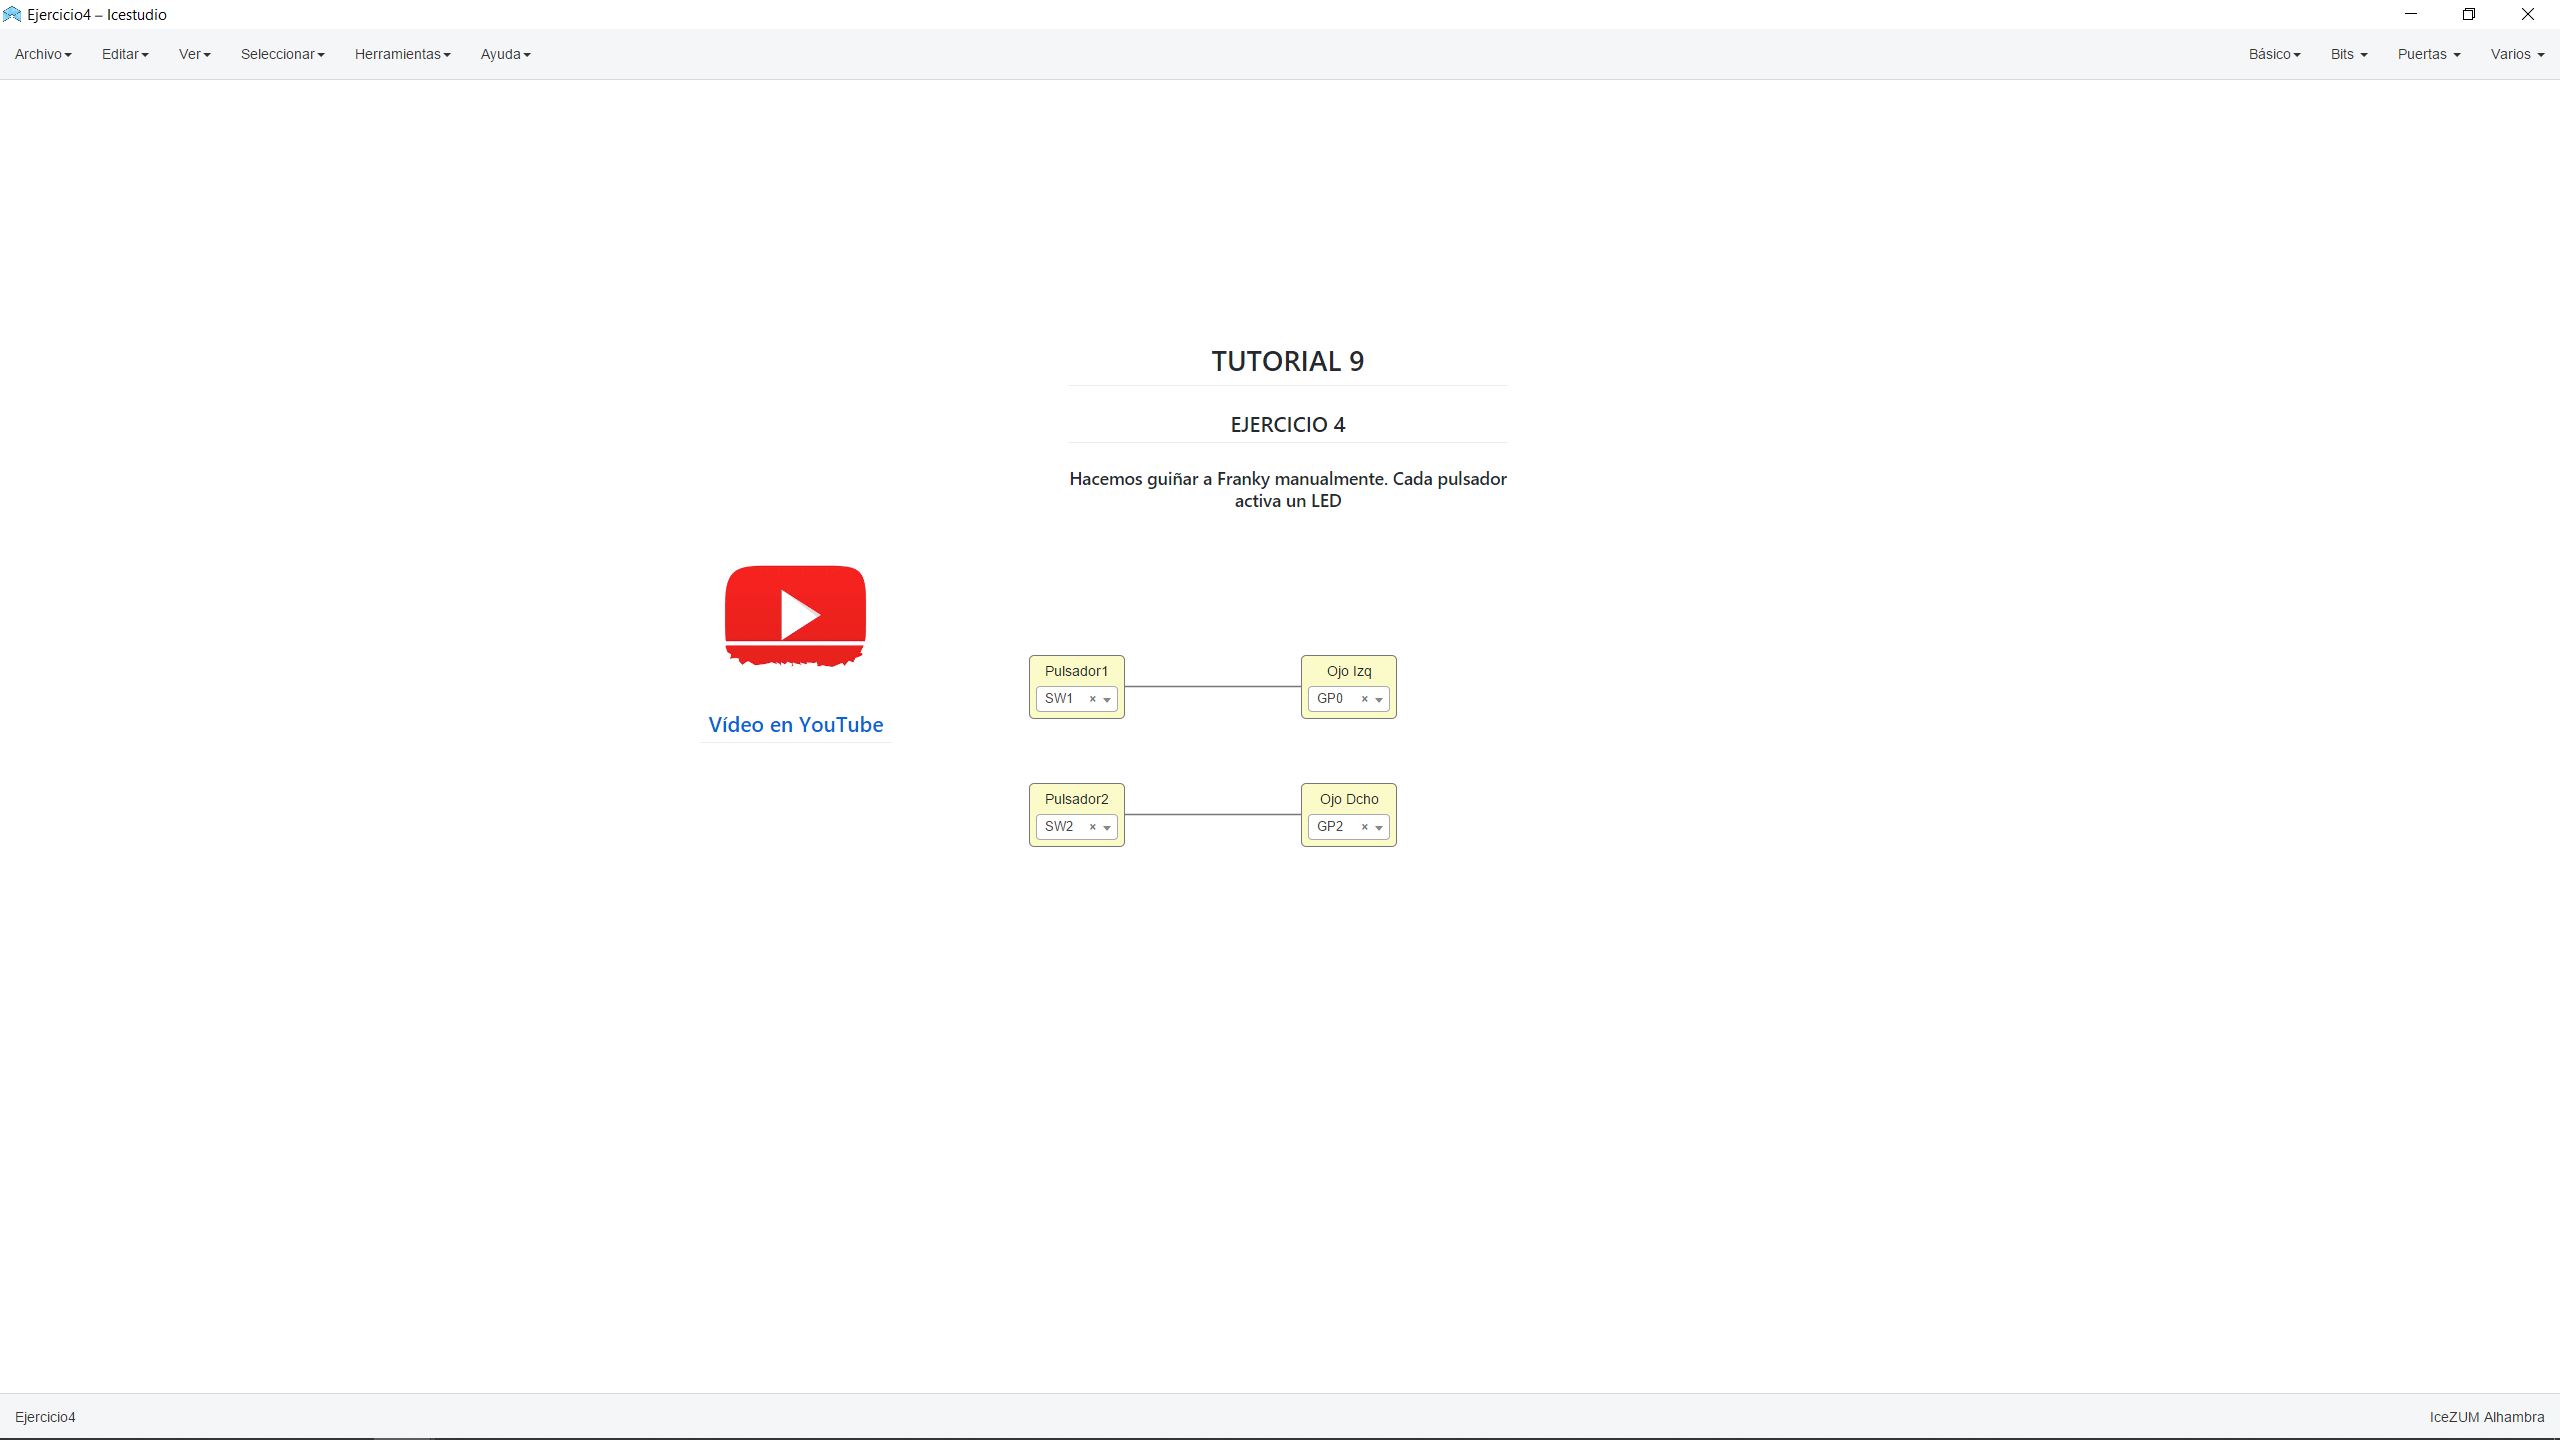 Ejercicio4 – Icestudio
Archivo Editar Ver Seleccionar Herramientas Ayuda Básico Bits Puertas Varios
TUTORIAL 9
EJERCICIO 4
Hacemos guiñar a Franky manualmente. Cada pulsador
activa un LED
Vídeo en YouTube
Pulsador1
SW1 ×
Ojo Izq
GP0 ×
Pulsador2
SW2 ×
Ojo Dcho
GP2 ×
Ejercicio4 IceZUM Alhambra